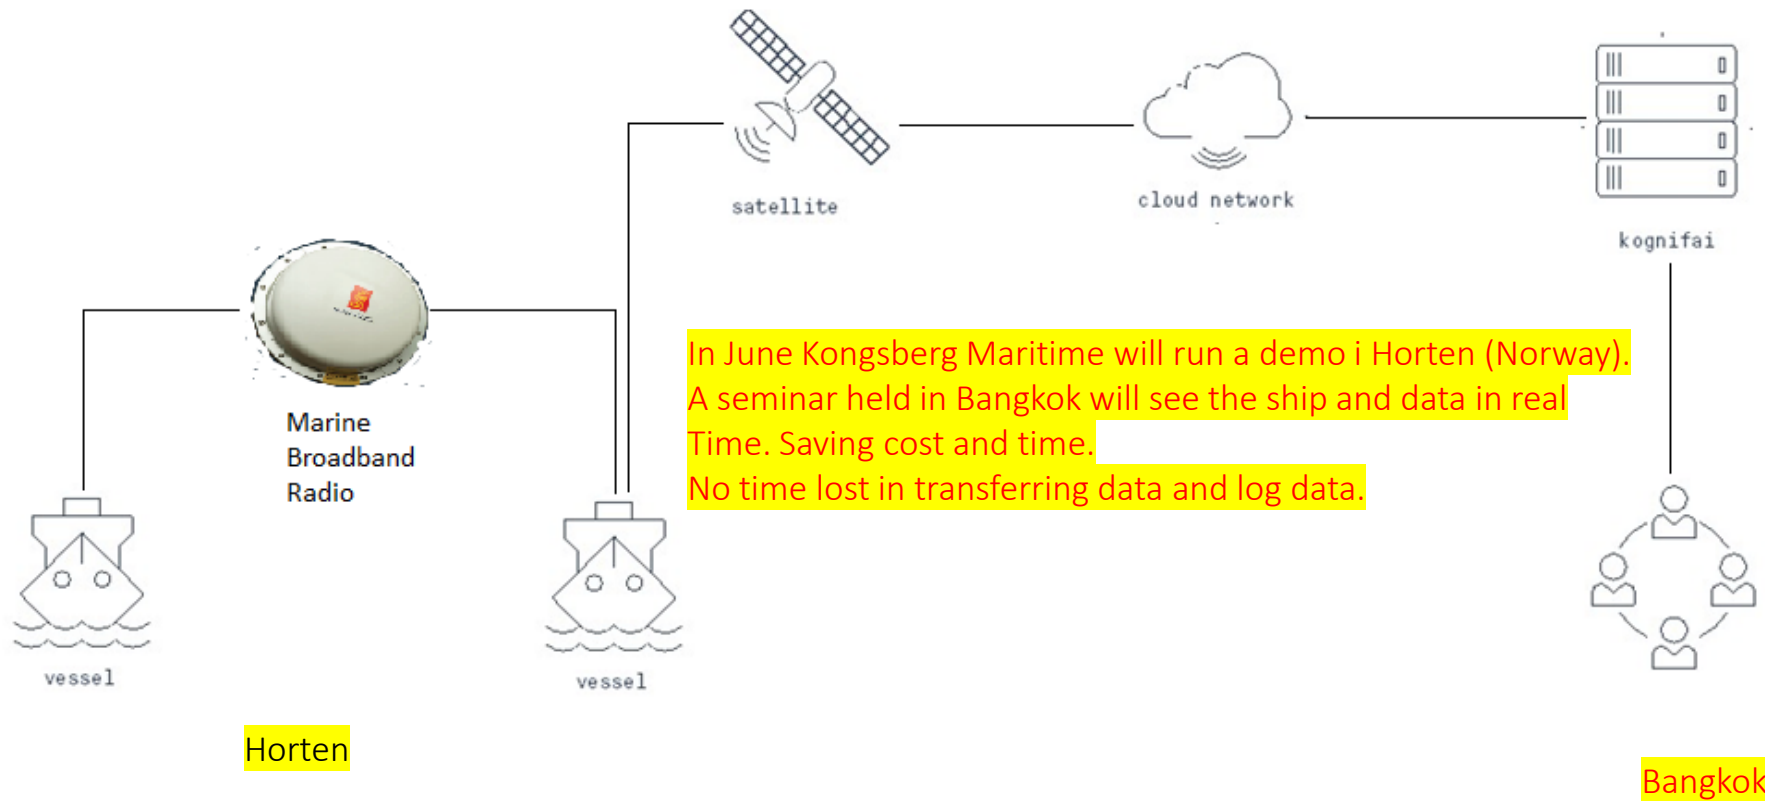 satellite
cloud network
kognifai
In June Kongsberg Maritime will run a demo i Horten (Norway).
A seminar held in Bangkok will see the ship and data in real
Time. Saving cost and time.
No time lost in transferring data and log data.
Marine
Broadband
Radio
vessel
vessel
Horten
Bangkok